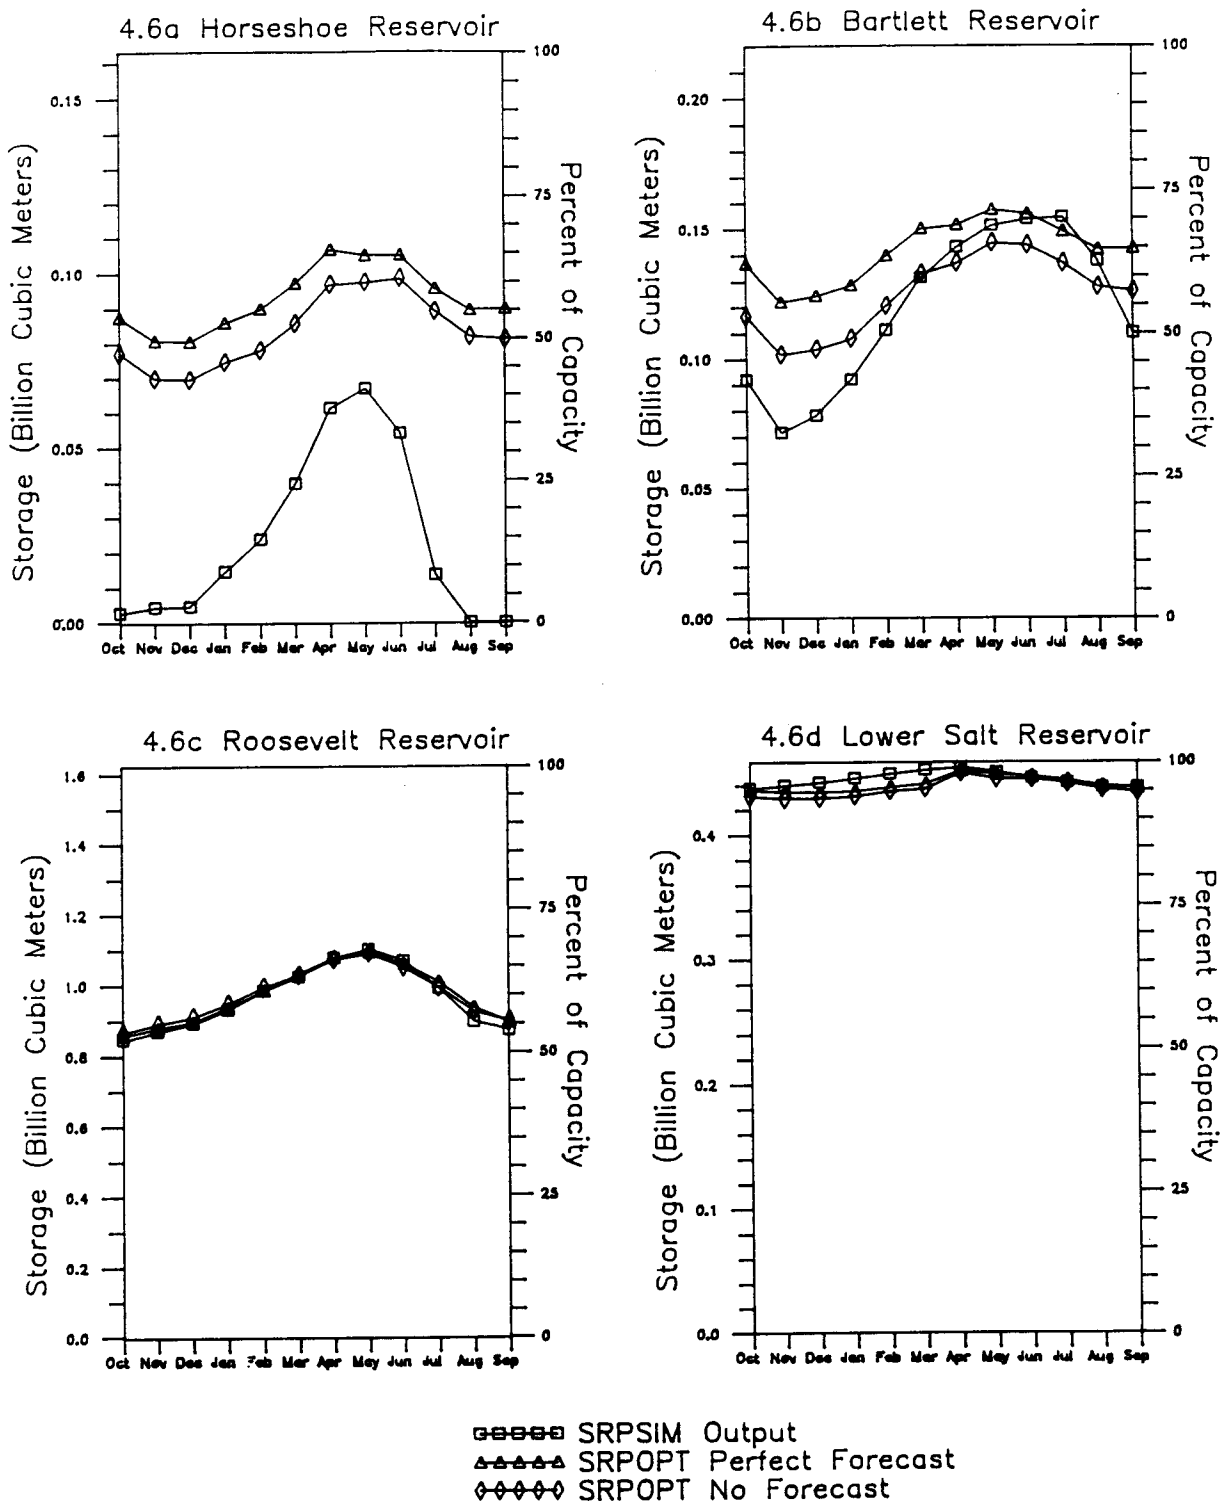 4.6a Horseshoe Reservoir
Storage (Billion Cubic Meters)
0.15
0.10
0.05
0.00
Oct Nov Dec Jan Feb Mar Apr May Jun Jul Aug Sep
100
75
50
25
0
Percent of Capacity
4.6b Bartlett Reservoir
Storage (Billion Cubic Meters)
0.20
0.15
0.10
0.05
0.00
Oct Nov Dec Jan Feb Mar Apr May Jun Jul Aug Sep
100
75
50
25
0
Percent of Capacity
4.6c Roosevelt Reservoir
Storage (Billion Cubic Meters)
1.6
1.4
1.2
1.0
0.8
0.6
0.4
0.2
0.0
Oct Nov Dec Jan Feb Mar Apr May Jun Jul Aug Sep
100
75
50
25
0
Percent of Capacity
4.6d Lower Salt Reservoir
Storage (Billion Cubic Meters)
0.4
0.3
0.2
0.1
0.0
Oct Nov Dec Jan Feb Mar Apr May Jun Jul Aug Sep
100
75
50
25
0
Percent of Capacity
SRPSIM Output
SRPOPT Perfect Forecast
SRPOPT No Forecast